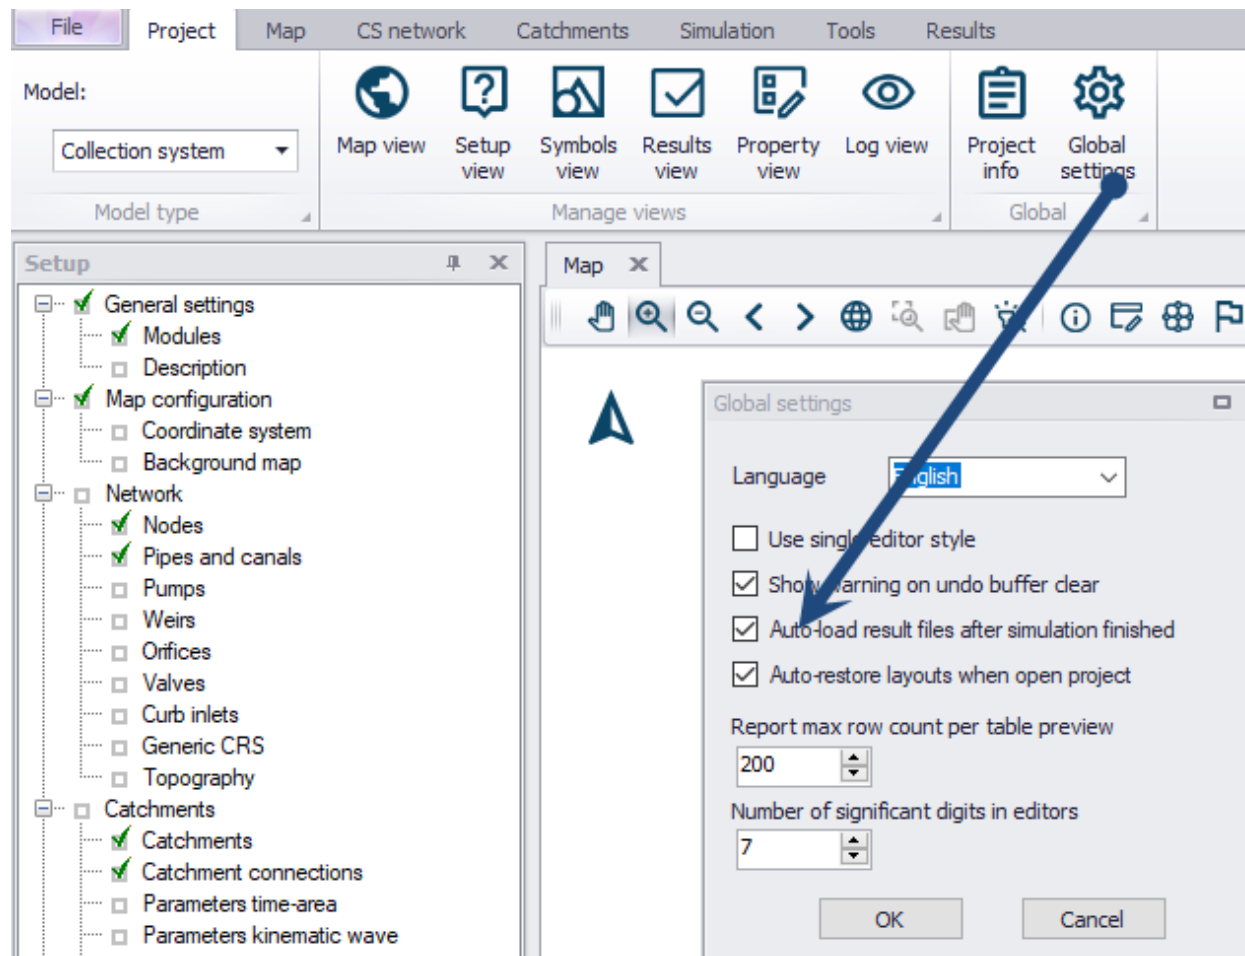 File Project Map CS network Catchments Simulation Tools Results
Model:
Collection system
Model type
Map view
Setup
view
Symbols
view
Results
view
Property
view
Log view
Manage views
Project
info
Global
settings
Global
Setup
General settings
Modules
Description
Map configuration
Coordinate system
Background map
Network
Nodes
Pipes and canals
Pumps
Weirs
Orifices
Valves
Curb inlets
Generic CRS
Topography
Catchments
Catchments
Catchment connections
Parameters time-area
Parameters kinematic wave
Map
Global settings
Language English
Use single editor style
Show warning on undo buffer clear
Auto-load result files after simulation finished
Auto-restore layouts when open project
Report max row count per table preview
200
Number of significant digits in editors
7
OK Cancel